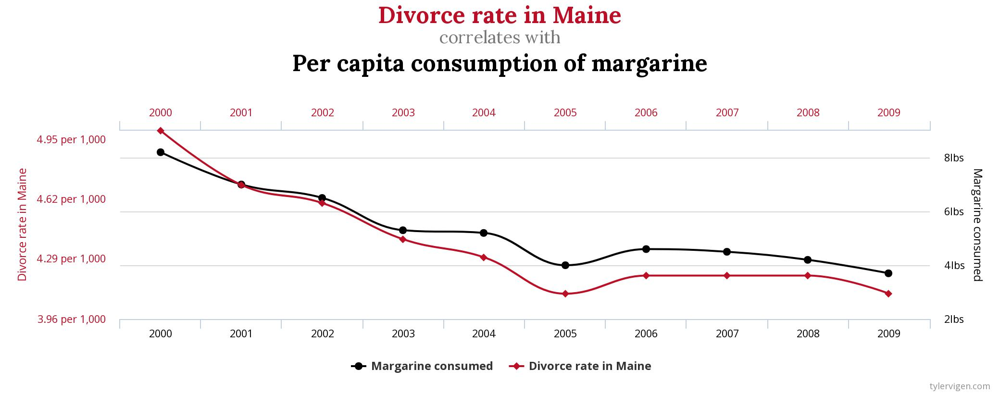 Divorce rate in Maine
correlates with
Per capita consumption of margarine
2000 2001 2002 2003 2004 2005 2006 2007 2008 2009
Divorce rate in Maine
4.95 per 1,000
4.62 per 1,000
4.29 per 1,000
3.96 per 1,000
8lbs
6lbs
4lbs
2lbs
Margarine consumed
2000 2001 2002 2003 2004 2005 2006 2007 2008 2009
Margarine consumed Divorce rate in Maine
tylervigen.com